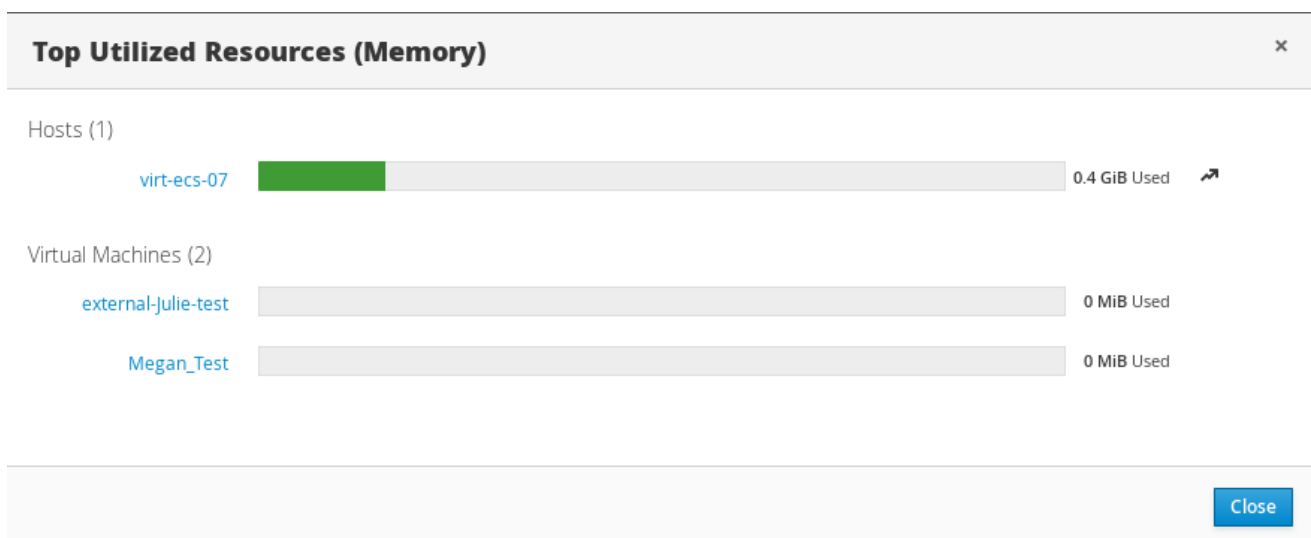 Top Utilized Resources (Memory) ×
Hosts (1)
virt-ecs-07 0.4 GiB Used
Virtual Machines (2)
external-Julie-test 0 MiB Used
Megan_Test 0 MiB Used
Close